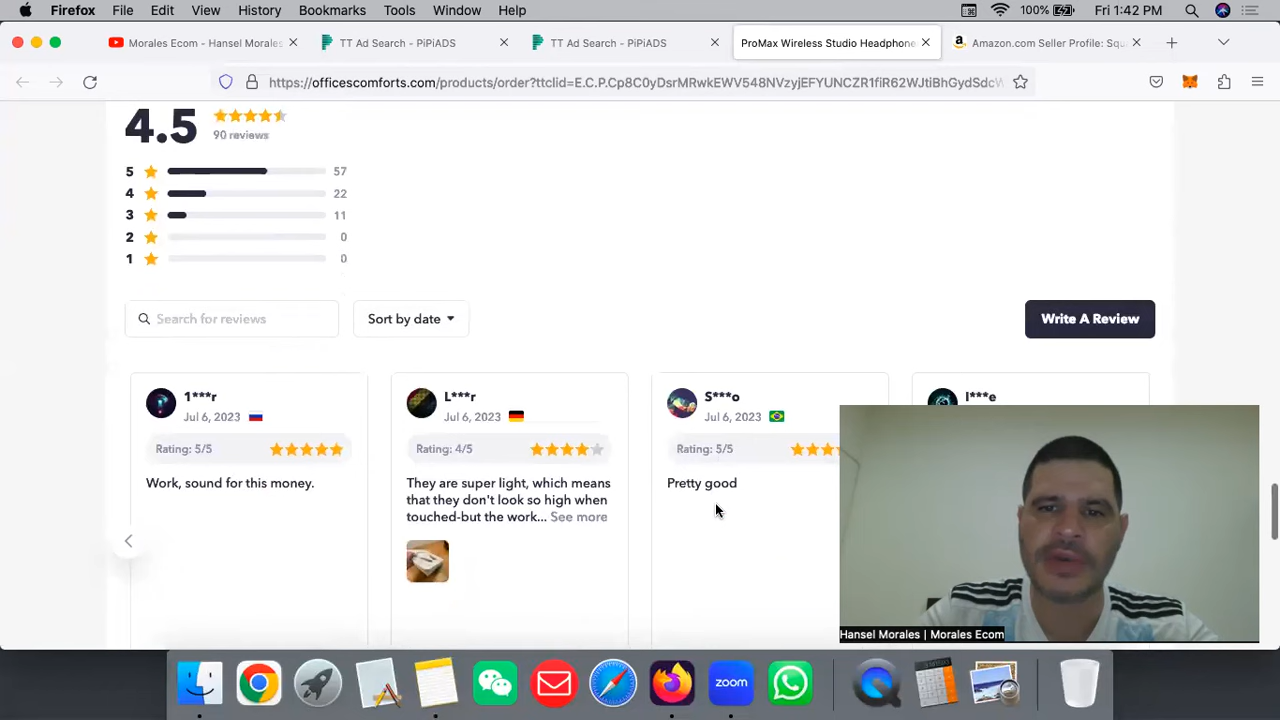 Firefox File Edit View History Bookmarks Tools Window Help 100% Fri 1:42 PM
Morales Ecom - Hansel Morales TT Ad Search - PiPiADS TT Ad Search - PiPiADS ProMax Wireless Studio Headphone Amazon.com Seller Profile: Squ
https://officescomforts.com/products/order?ttclid=E.C.P.Cp8C0yDsrMRwkEWV548NVzyjEFYUNCZR1fiR62WJtiBhGydSdcW
4.5
90 reviews
5 57
4 22
3 11
2 0
1 0
Search for reviews Sort by date Write A Review
1***r L***r S***o I***e
Jul 6, 2023 Jul 6, 2023 Jul 6, 2023
Rating: 5/5 Rating: 4/5 Rating: 5/5
Work, sound for this money. They are super light, which means Pretty good
that they don't look so high when
touched-but the work... See more
Hansel Morales | Morales Ecom
zoom